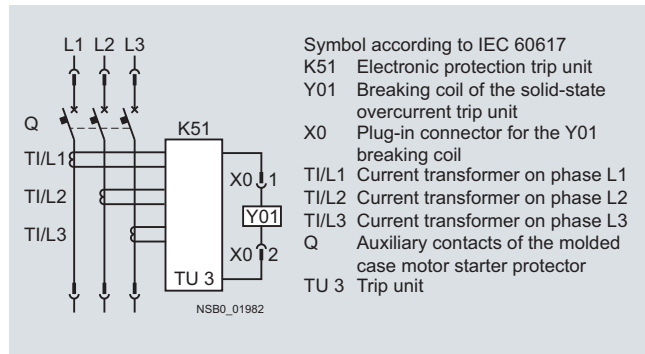 L1 L2 L3
Q
K51
TI/L1
X0 1
TI/L2
Y01
TI/L3
X0 2
TU 3
NSB0_01982
Symbol according to IEC 60617
K51 Electronic protection trip unit
Y01 Breaking coil of the solid-state
overcurrent trip unit
X0 Plug-in connector for the Y01
breaking coil
TI/L1 Current transformer on phase L1
TI/L2 Current transformer on phase L2
TI/L3 Current transformer on phase L3
Q Auxiliary contacts of the molded
case motor starter protector
TU 3 Trip unit